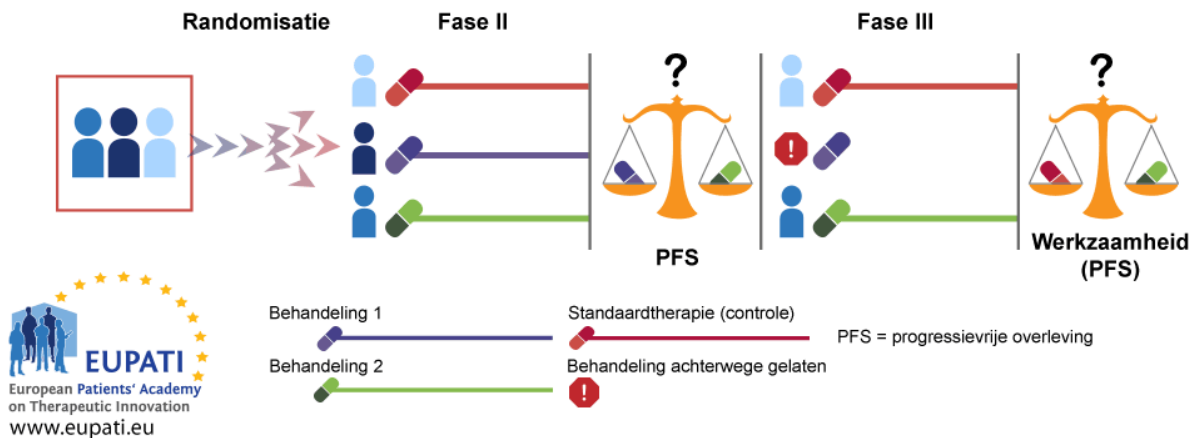 Randomisatie
Fase II
Fase III
?
?
!
PFS
Werkzaamheid
(PFS)
Behandeling 1
Standaardtherapie (controle)
PFS = progressievrije overleving
Behandeling 2
Behandeling achterwege gelaten
!
EUPATI
European Patients' Academy
on Therapeutic Innovation
www.eupati.eu